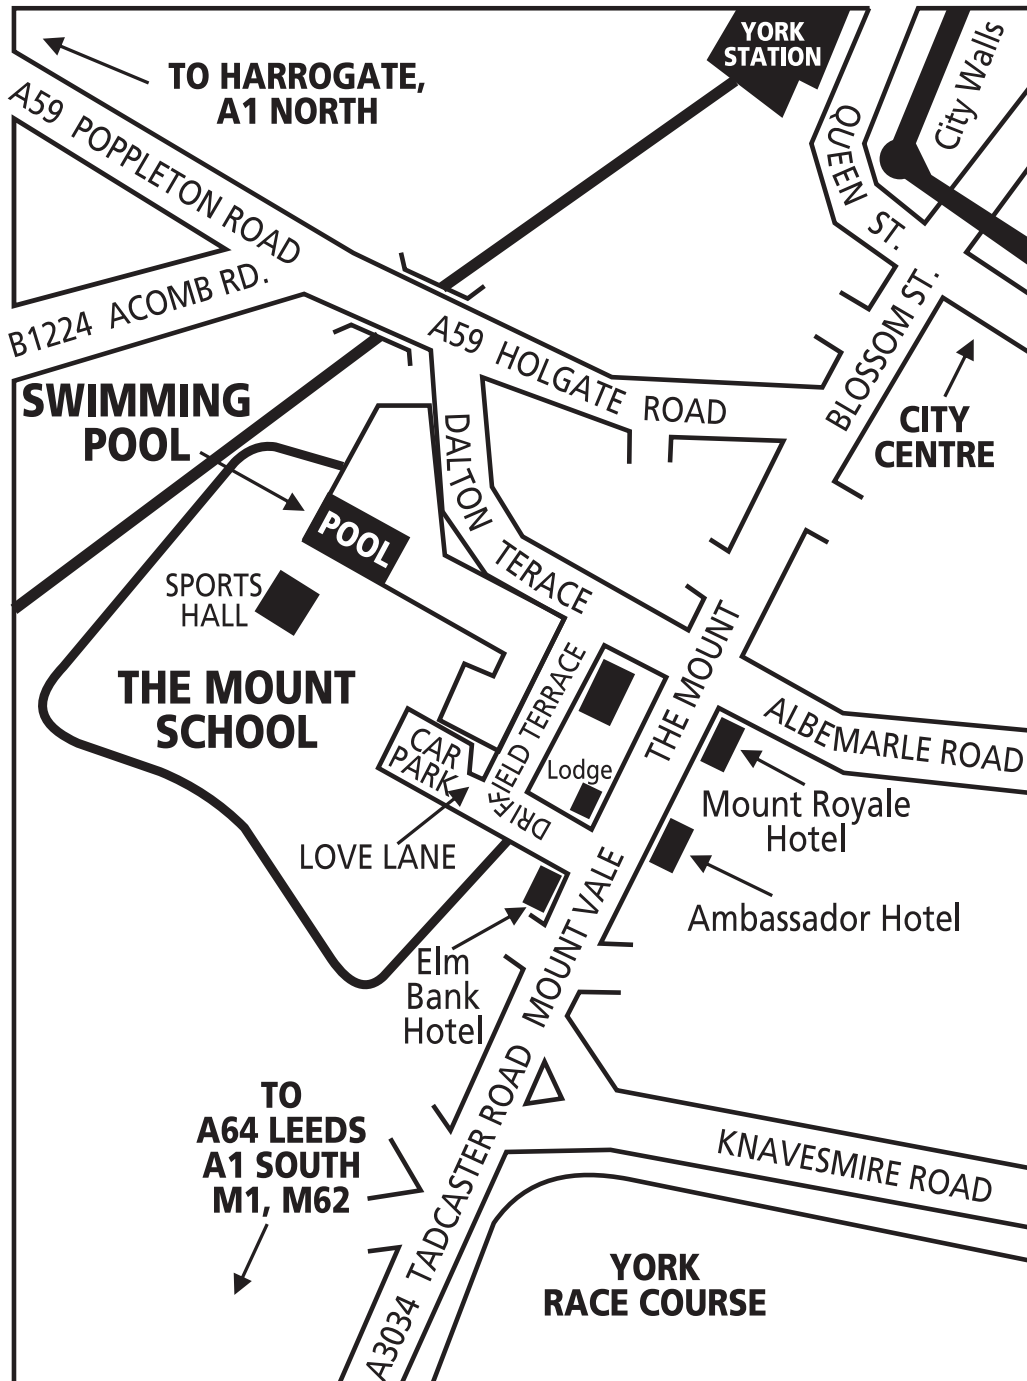 YORK
STATION
City Walls
TO HARROGATE,
A1 NORTH
A59 POPPLETON ROAD
QUEEN ST.
B1224 ACOMB RD.
A59 HOLGATE ROAD
BLOSSOM ST.
SWIMMING
POOL
CITY
CENTRE
DALTON TERACE
POOL
SPORTS
HALL
THE MOUNT
SCHOOL
THE MOUNT
ALBEMARLE ROAD
DRIFFIELD TERRACE
CAR
PARK
Lodge
Mount Royale
Hotel
LOVE LANE
Ambassador Hotel
MOUNT VALE
Elm
Bank
Hotel
TO
A64 LEEDS
A1 SOUTH
M1, M62
KNAVESMIRE ROAD
A3034 TADCASTER ROAD
YORK
RACE COURSE